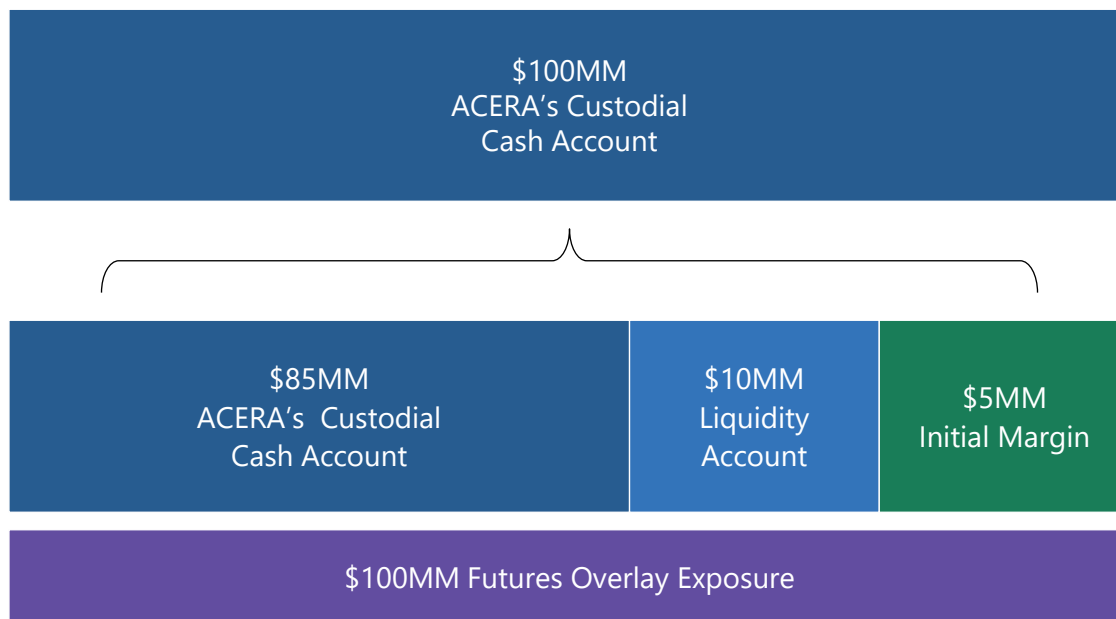 $100MM
ACERA’s Custodial
Cash Account
$85MM
ACERA’s  Custodial
Cash Account
$10MM
Liquidity
Account
$5MM
Initial Margin
$100MM Futures Overlay Exposure